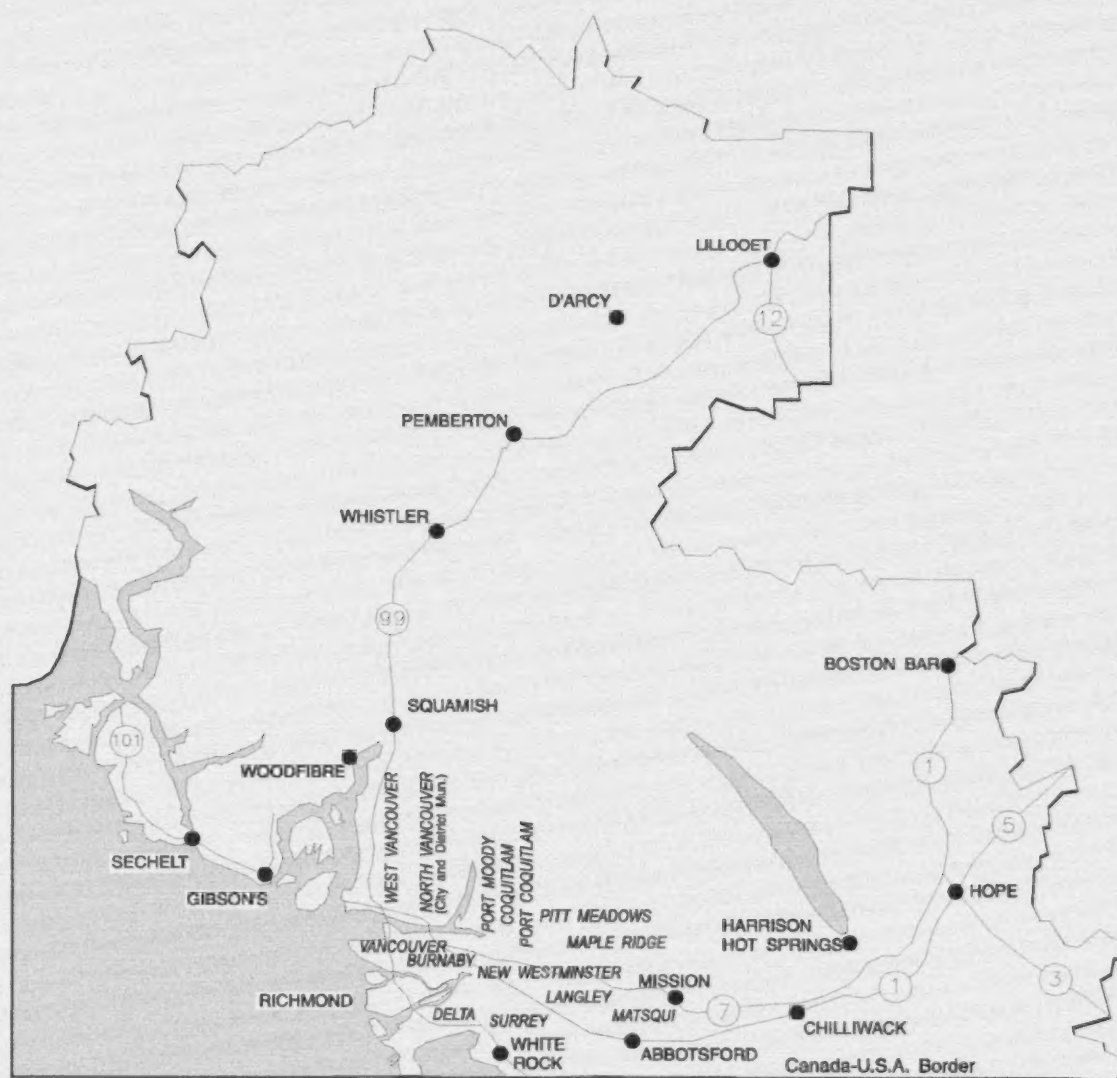 LILLOOET
D'ARCY
12
PEMBERTON
WHISTLER
99
BOSTON BAR
SQUAMISH
101
WOODFIBRE
1
5
WEST VANCOUVER
NORTH VANCOUVER
(City and District Mun.)
PORT MOODY
COQUITLAM
PORT COQUITLAM
SECHELT
GIBSON'S
HOPE
PITT MEADOWS
HARRISON
HOT SPRINGS
VANCOUVER
MAPLE RIDGE
BURNABY
NEW WESTMINSTER
MISSION
1
3
RICHMOND
LANGLEY
7
DELTA
SURREY
MATSQUI
CHILLIWACK
WHITE
ROCK
ABBOTSFORD
Canada-U.S.A. Border